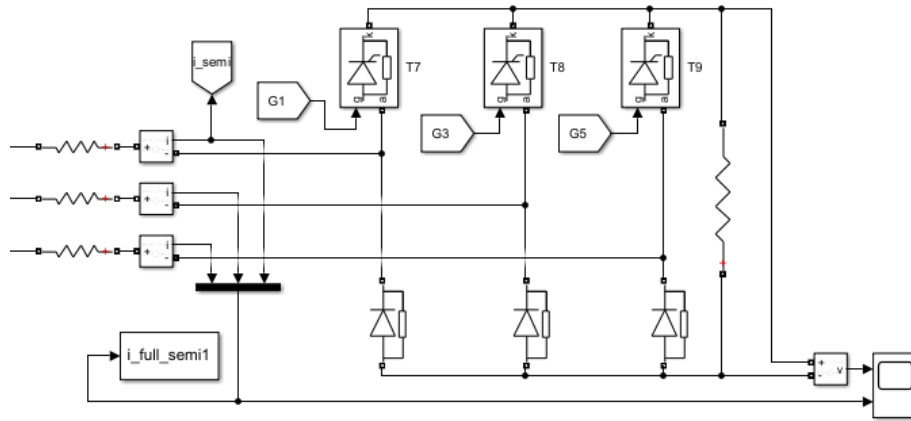 k
k
k
i_semi
T7
T8
T9
G1
g
a
G3
g
a
G5
g
a
+
i
-
+
i
-
+
i
-
i_full_semi1
+
-
v